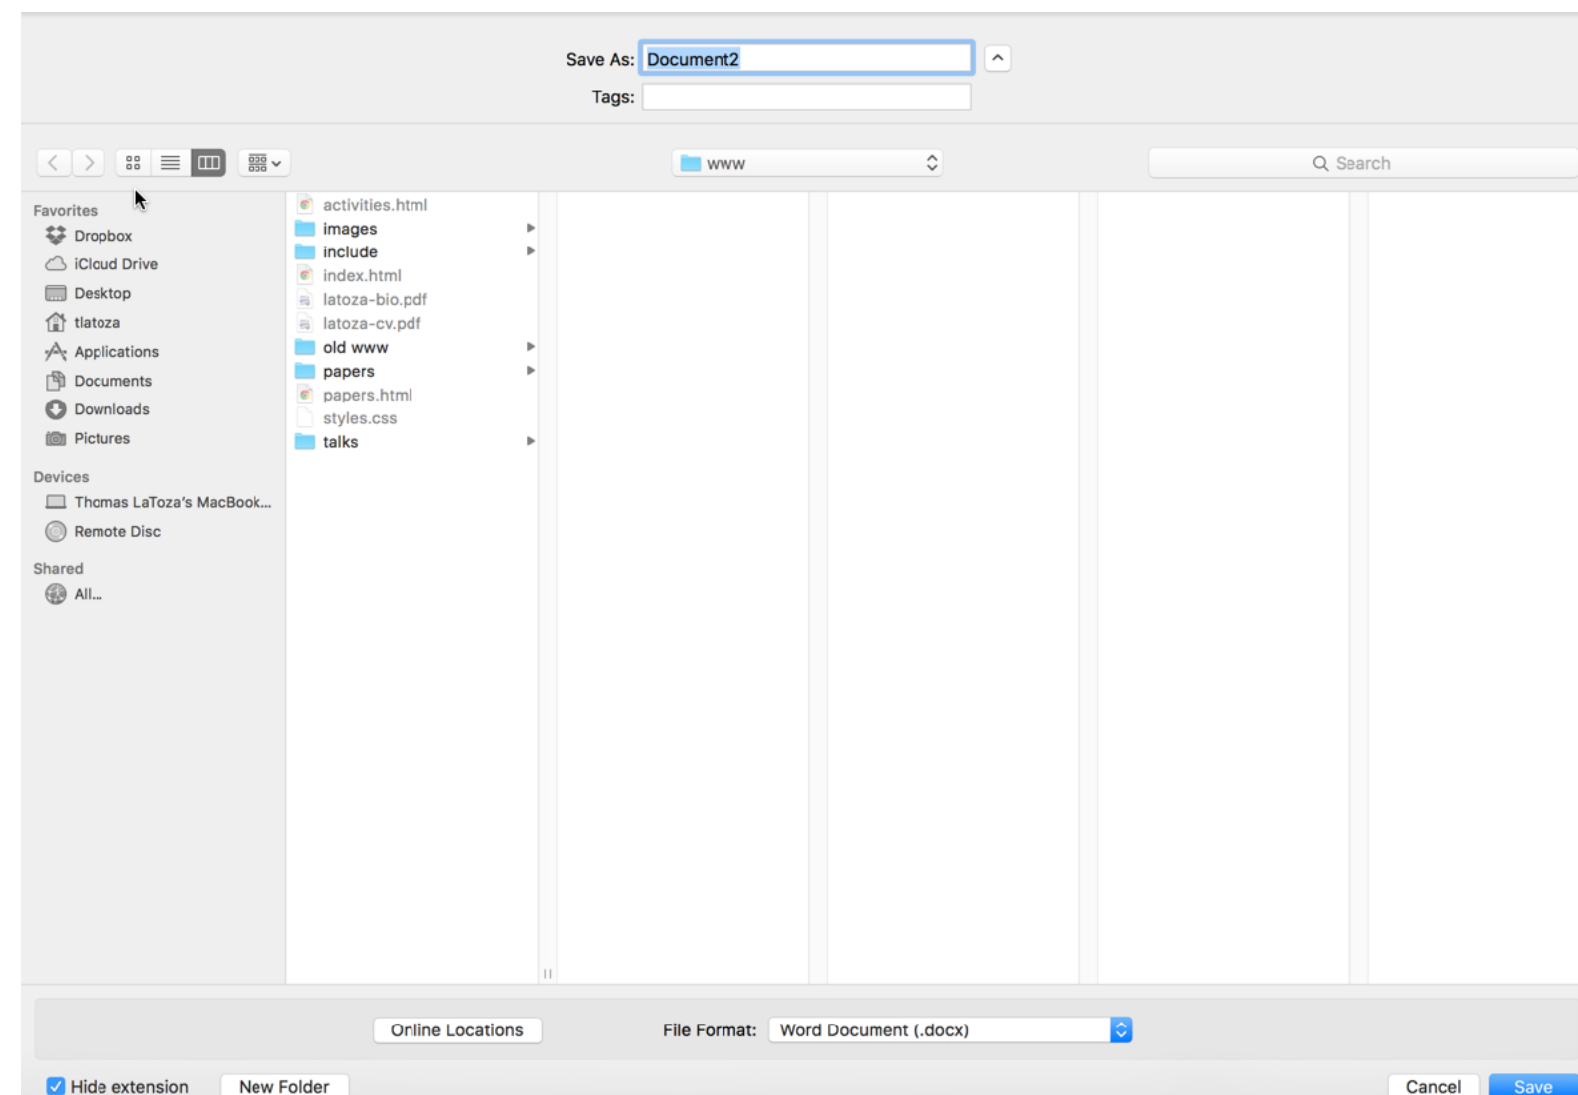 Save As: Document2
Tags:
www
Search
Favorites
Dropbox
iCloud Drive
Desktop
tlatoza
Applications
Documents
Downloads
Pictures
Devices
Thomas LaToza's MacBook...
Remote Disc
Shared
All...
activities.html
images
include
index.html
latoza-bio.pdf
latoza-cv.pdf
old www
papers
papers.html
styles.css
talks
Online Locations
File Format: Word Document (.docx)
Hide extension
New Folder
Cancel
Save